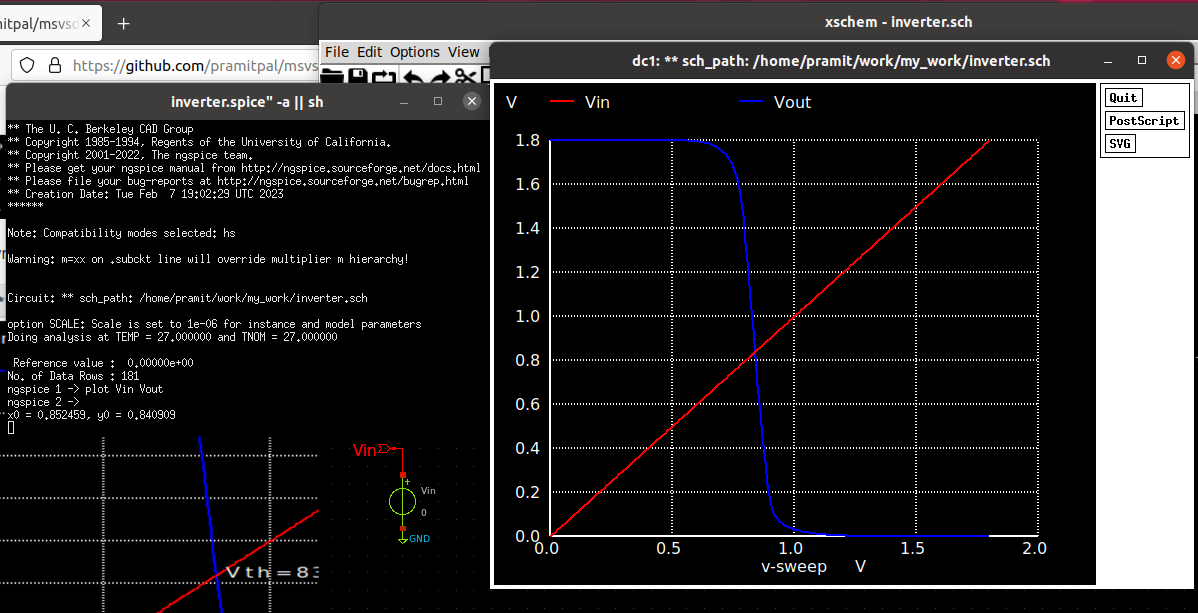 mitpal/msvsd
xschem - inverter.sch
https://github.com/pramitpal/msvs
File Edit Options View
dc1: ** sch_path: /home/pramit/work/my_work/inverter.sch
inverter.spice" -a || sh
** The U. C. Berkeley CAD Group
** Copyright 1985-1994, Regents of the University of California.
** Copyright 2001-2022, The ngspice team.
** Please get your ngspice manual from http://ngspice.sourceforge.net/docs.html
** Please file your bug-reports at http://ngspice.sourceforge.net/bugrep.html
** Creation Date: Tue Feb  7 19:02:29 UTC 2023
******
Note: Compatibility modes selected: hs
Warning: m=xx on .subckt line will override multiplier m hierarchy!
Circuit: ** sch_path: /home/pramit/work/my_work/inverter.sch
option SCALE: Scale is set to 1e-06 for instance and model parameters
Doing analysis at TEMP = 27.000000 and TNOM = 27.000000
Reference value :  0.00000e+00
No. of Data Rows : 181
ngspice 1 -> plot Vin Vout
ngspice 2 ->
x0 = 0.852459, y0 = 0.840909
Vth=83
Vin
+
Vin
0
GND
V Vin Vout
1.8
1.6
1.4
1.2
1.0
0.8
0.6
0.4
0.2
0.0
0.0 0.5 1.0 1.5 2.0
v-sweep V
Quit
PostScript
SVG